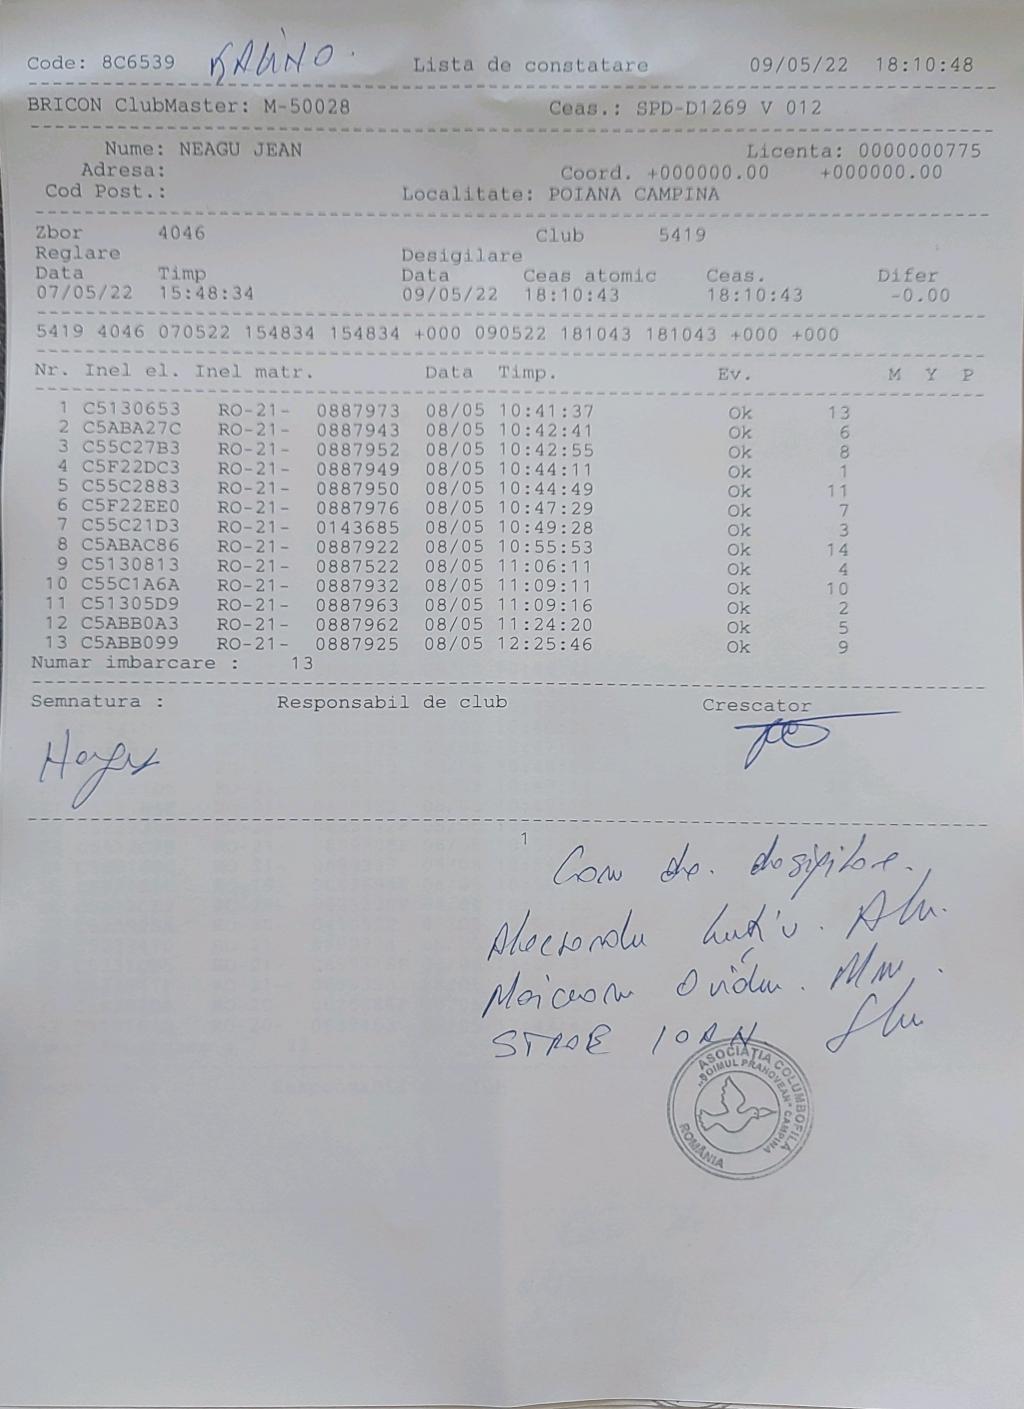 Code: 8C6539 Lista de constatare 09/05/22 18:10:48
BRICON ClubMaster: M-50028 Ceas.: SPD-D1269 V 012
Nume: NEAGU JEAN Licenta: 0000000775
Adresa: Coord. +000000.00 +000000.00
Cod Post.: Localitate: POIANA CAMPINA
Zbor 4046 Club 5419
Reglare Desigilare
Data Timp Data Ceas atomic Ceas. Difer
07/05/22 15:48:34 09/05/22 18:10:43 18:10:43 -0.00
5419 4046 070522 154834 154834 +000 090522 181043 181043 +000 +000
Nr. Inel el. Inel matr. Data Timp. Ev. M Y P
1 C5130653 RO-21- 0887973 08/05 10:41:37 Ok 13
2 C5ABA27C RO-21- 0887943 08/05 10:42:41 Ok 6
3 C55C27B3 RO-21- 0887952 08/05 10:42:55 Ok 8
4 C5F22DC3 RO-21- 0887949 08/05 10:44:11 Ok 1
5 C55C2883 RO-21- 0887950 08/05 10:44:49 Ok 11
6 C5F22EE0 RO-21- 0887976 08/05 10:47:29 Ok 7
7 C55C21D3 RO-21- 0143685 08/05 10:49:28 Ok 3
8 C5ABAC86 RO-21- 0887922 08/05 10:55:53 Ok 14
9 C5130813 RO-21- 0887522 08/05 11:06:11 Ok 4
10 C55C1A6A RO-21- 0887932 08/05 11:09:11 Ok 10
11 C51305D9 RO-21- 0887963 08/05 11:09:16 Ok 2
12 C5ABB0A3 RO-21- 0887962 08/05 11:24:20 Ok 5
13 C5ABB099 RO-21- 0887925 08/05 12:25:46 Ok 9
Numar imbarcare : 13
Semnatura : Responsabil de club Crescator
1
Com de.
STROE IOAN
ASOCIAȚIA COLUMBOFILĂ
"ȘOIMUL PRAHOVEAN" CAMPINA
ROMÂNIA